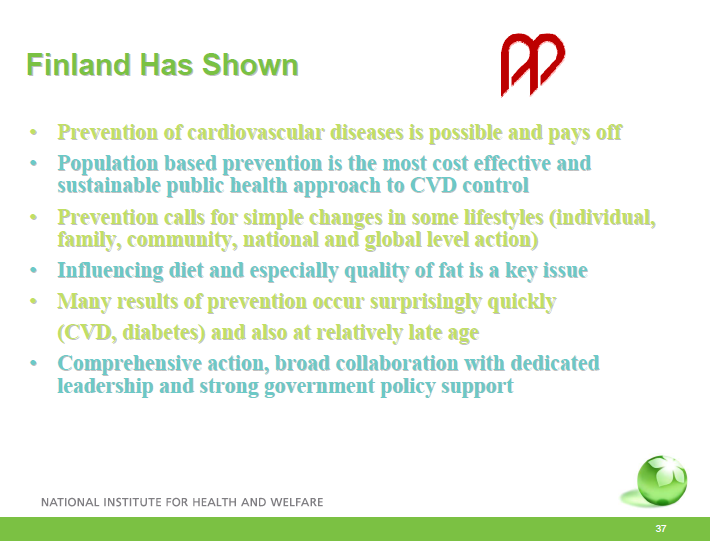 Finland Has Shown
• Prevention of cardiovascular diseases is possible and pays off
• Population based prevention is the most cost effective and
sustainable public health approach to CVD control
• Prevention calls for simple changes in some lifestyles (individual,
family, community, national and global level action)
• Influencing diet and especially quality of fat is a key issue
• Many results of prevention occur surprisingly quickly
(CVD, diabetes) and also at relatively late age
• Comprehensive action, broad collaboration with dedicated
leadership and strong government policy support
NATIONAL INSTITUTE FOR HEALTH AND WELFARE
37